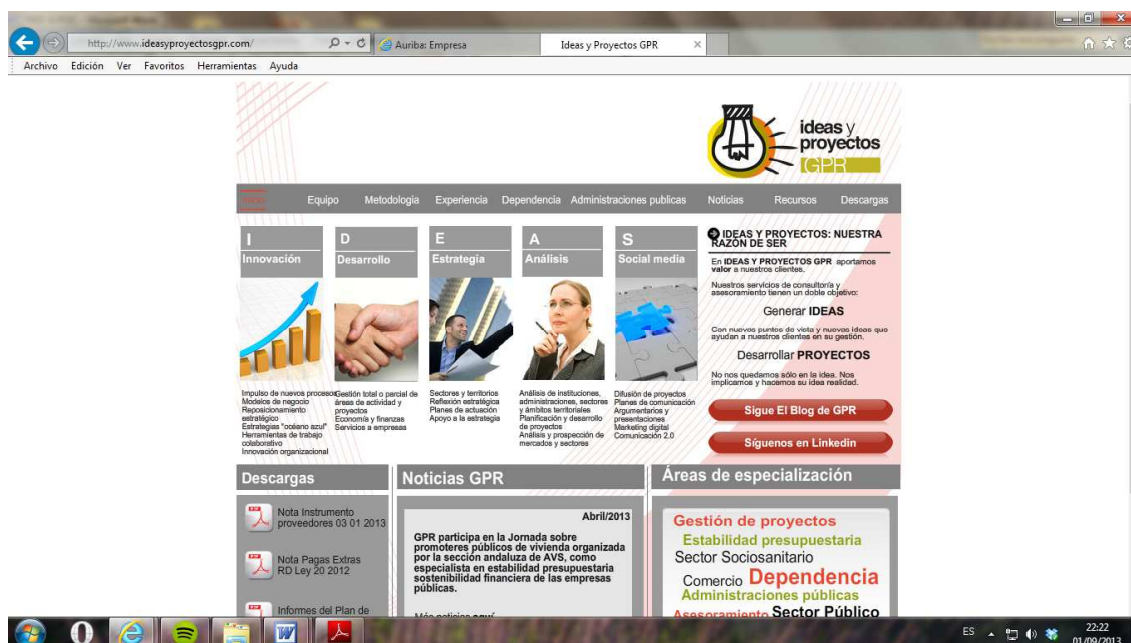 http://www.ideasyproyectosgpr.com/
Auriba: Empresa
Ideas y Proyectos GPR
Archivo Edición Ver Favoritos Herramientas Ayuda
ideas y
proyectos
GPR
Inicio Equipo Metodologia Experiencia Dependencia Administraciones publicas Noticias Recursos Descargas
I
Innovación
D
Desarrollo
E
Estrategia
A
Análisis
S
Social media
Impulso de nuevos procesos
Modelos de negocio
Reposicionamiento
estratégico
Estrategias "océano azul"
Herramientas de trabajo
colaborativo
Innovación organizacional
Gestión total o parcial de
áreas de actividad y
proyectos
Economía y finanzas
Servicios a empresas
Sectores y territorios
Reflexión estratégica
Planes de actuación
Apoyo a la estrategia
Análisis de instituciones,
administraciones, sectores
y ámbitos territoriales
Planificación y desarrollo
de proyectos
Análisis y prospección de
mercados y sectores
Difusión de proyectos
Planes de comunicación
Argumentarios y
presentaciones
Marketing digital
Comunicación 2.0
IDEAS Y PROYECTOS: NUESTRA
RAZÓN DE SER
En IDEAS Y PROYECTOS GPR aportamos
valor a nuestros clientes.
Nuestros servicios de consultoría y
asesoramiento tienen un doble objetivo:
Generar IDEAS
Con nuevos puntos de vista y nuevas ideas que
ayudan a nuestros clientes en su gestión.
Desarrollar PROYECTOS
No nos quedamos sólo en la idea. Nos
implicamos y hacemos su idea realidad.
Sigue El Blog de GPR
Síguenos en Linkedin
Descargas
Nota Instrumento
proveedores 03 01 2013
Nota Pagas Extras
RD Ley 20 2012
Informes del Plan de
Noticias GPR
Abril/2013
GPR participa en la Jornada sobre
promotores públicos de vivienda organizada
por la sección andaluza de AVS, como
especialista en estabilidad presupuestaria
sostenibilidad financiera de las empresas
públicas.
Más noticias aquí
Áreas de especialización
Gestión de proyectos
Estabilidad presupuestaria
Sector Sociosanitario
Comercio Dependencia
Administraciones públicas
Asesoramiento Sector Público
ES
22:22
01/09/2013